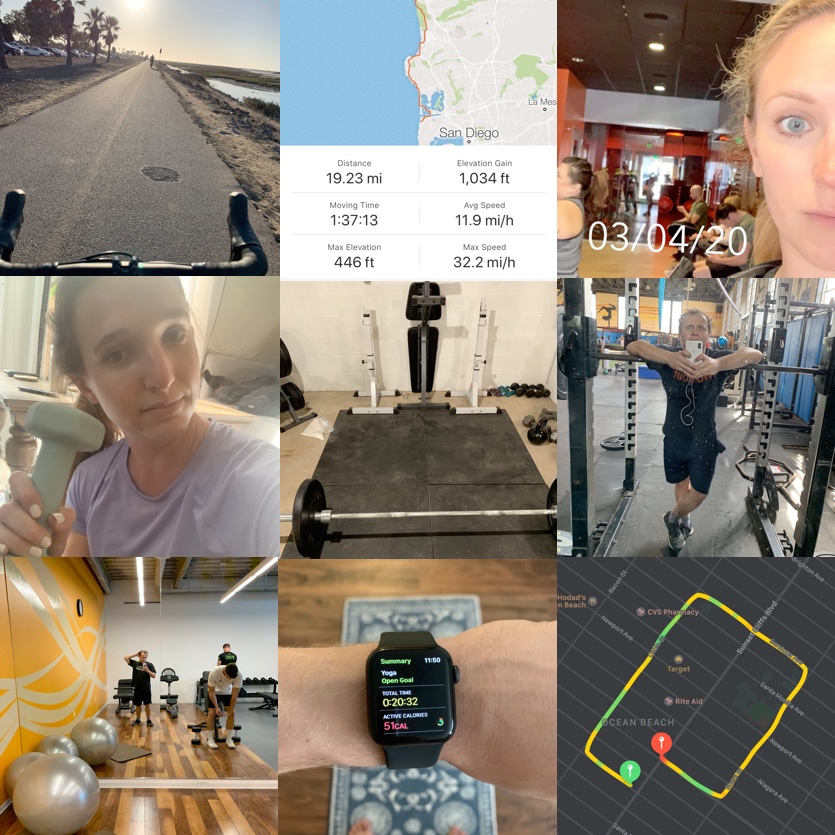 San Diego
La Mes
Distance
Elevation Gain
19.23 mi
1,034 ft
Moving Time
Avg Speed
1:37:13
11.9 mi/h
Max Elevation
Max Speed
446 ft
32.2 mi/h
03/04/20
Summary 11:50
Yoga
Open Goal
TOTAL TIME
0:20:32
ACTIVE CALORIES
51CAL
Brighton Ave
Bacon St
Hodad's
n Beach
CVS Pharmacy
Newport Ave
Sunset Cliffs Blvd
Target
Santa Monica Ave
Rite Aid
OCEAN BEACH
Newport Ave
Niagara Ave